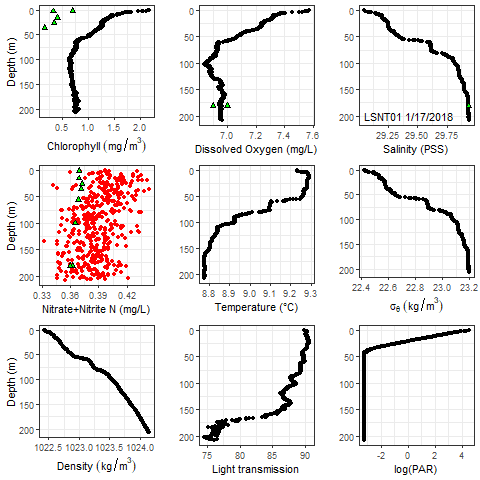 0
50
100
150
200
Depth (m)
0.5 1.0 1.5 2.0
Chlorophyll (mg/m³)
0
50
100
150
200
7.0 7.2 7.4 7.6
Dissolved Oxygen (mg/L)
0
50
100
150
200
LSNT01 1/17/2018
29.25 29.50 29.75
Salinity (PSS)
0
50
100
150
200
Depth (m)
0.33 0.36 0.39 0.42
Nitrate+Nitrite N (mg/L)
0
50
100
150
200
8.8 8.9 9.0 9.1 9.2 9.3
Temperature (°C)
0
50
100
150
200
22.4 22.6 22.8 23.0 23.2
σθ (kg/m³)
0
50
100
150
200
Depth (m)
1022.5 1023.0 1023.5 1024.0
Density (kg/m³)
0
50
100
150
200
75 80 85 90
Light transmission
0
50
100
150
200
-2 0 2 4
log(PAR)